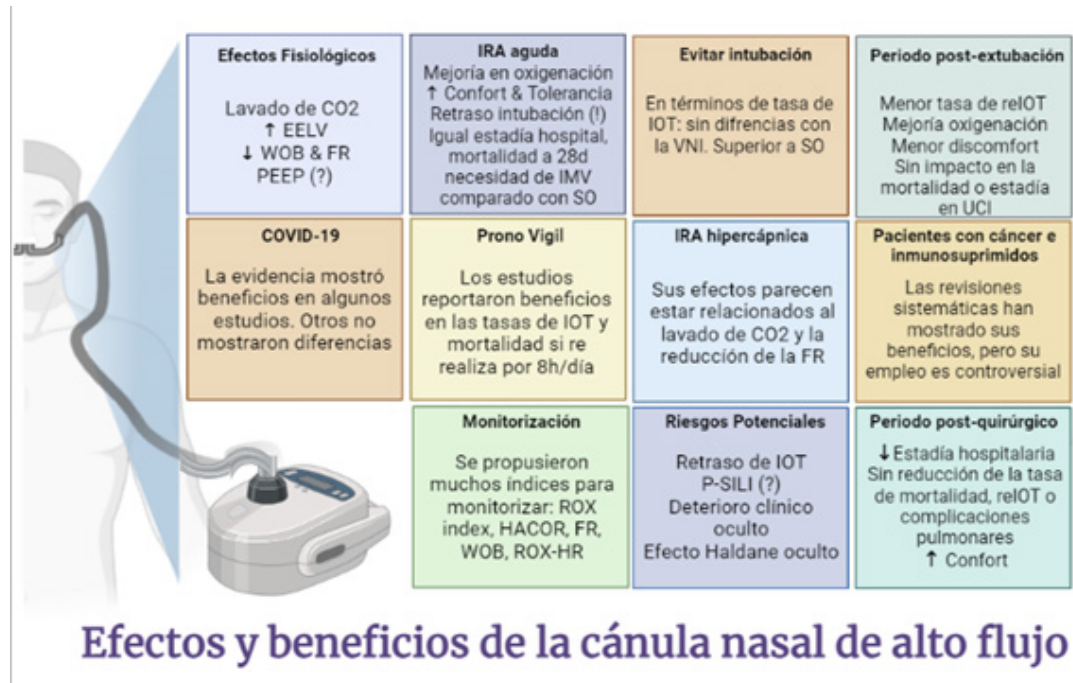 Efectos Fisiológicos
Lavado de CO2
↑ EELV
↓ WOB & FR
PEEP (?)
IRA aguda
Mejoría en oxigenación
↑ Confort & Tolerancia
Retraso intubación (!)
Igual estadía hospital,
mortalidad a 28d
necesidad de IMV
comparado con SO
Evitar intubación
En términos de tasa de
IOT: sin difrencias con
la VNI. Superior a SO
Periodo post-extubación
Menor tasa de reIOT
Mejoría oxigenación
Menor discomfort
Sin impacto en la
mortalidad o estadía
en UCI
COVID-19
La evidencia mostró
beneficios en algunos
estudios. Otros no
mostraron diferencias
Prono Vigil
Los estudios
reportaron beneficios
en las tasas de IOT y
mortalidad si re
realiza por 8h/día
IRA hipercápnica
Sus efectos parecen
estar relacionados al
lavado de CO2 y la
reducción de la FR
Pacientes con cáncer e
inmunosuprimidos
Las revisiones
sistemáticas han
mostrado sus
beneficios, pero su
empleo es controversial
Monitorización
Se propusieron
muchos índices para
monitorizar: ROX
index, HACOR, FR,
WOB, ROX-HR
Riesgos Potenciales
Retraso de IOT
P-SILI (?)
Deterioro clínico
oculto
Efecto Haldane oculto
Periodo post-quirúrgico
↓Estadía hospitalaria
Sin reducción de la tasa
de mortalidad, reIOT o
complicaciones
pulmonares
↑ Confort
Efectos y beneficios de la cánula nasal de alto flujo